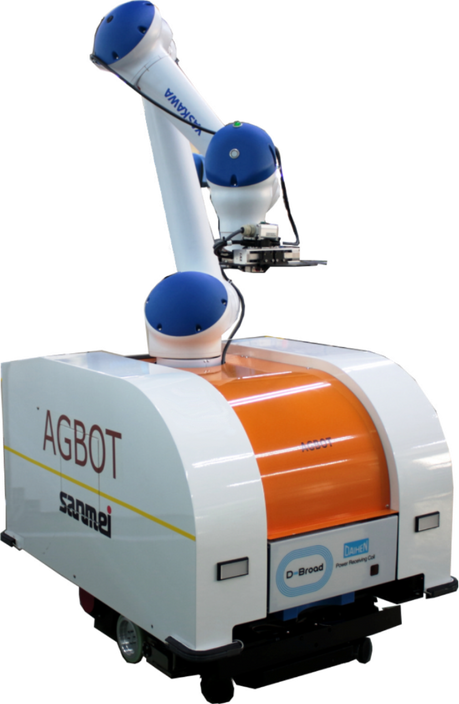 YASKAWA
AGBOT
sanmei
AGBOT
D-Broad
DAIHEN
Power Receiving Coil